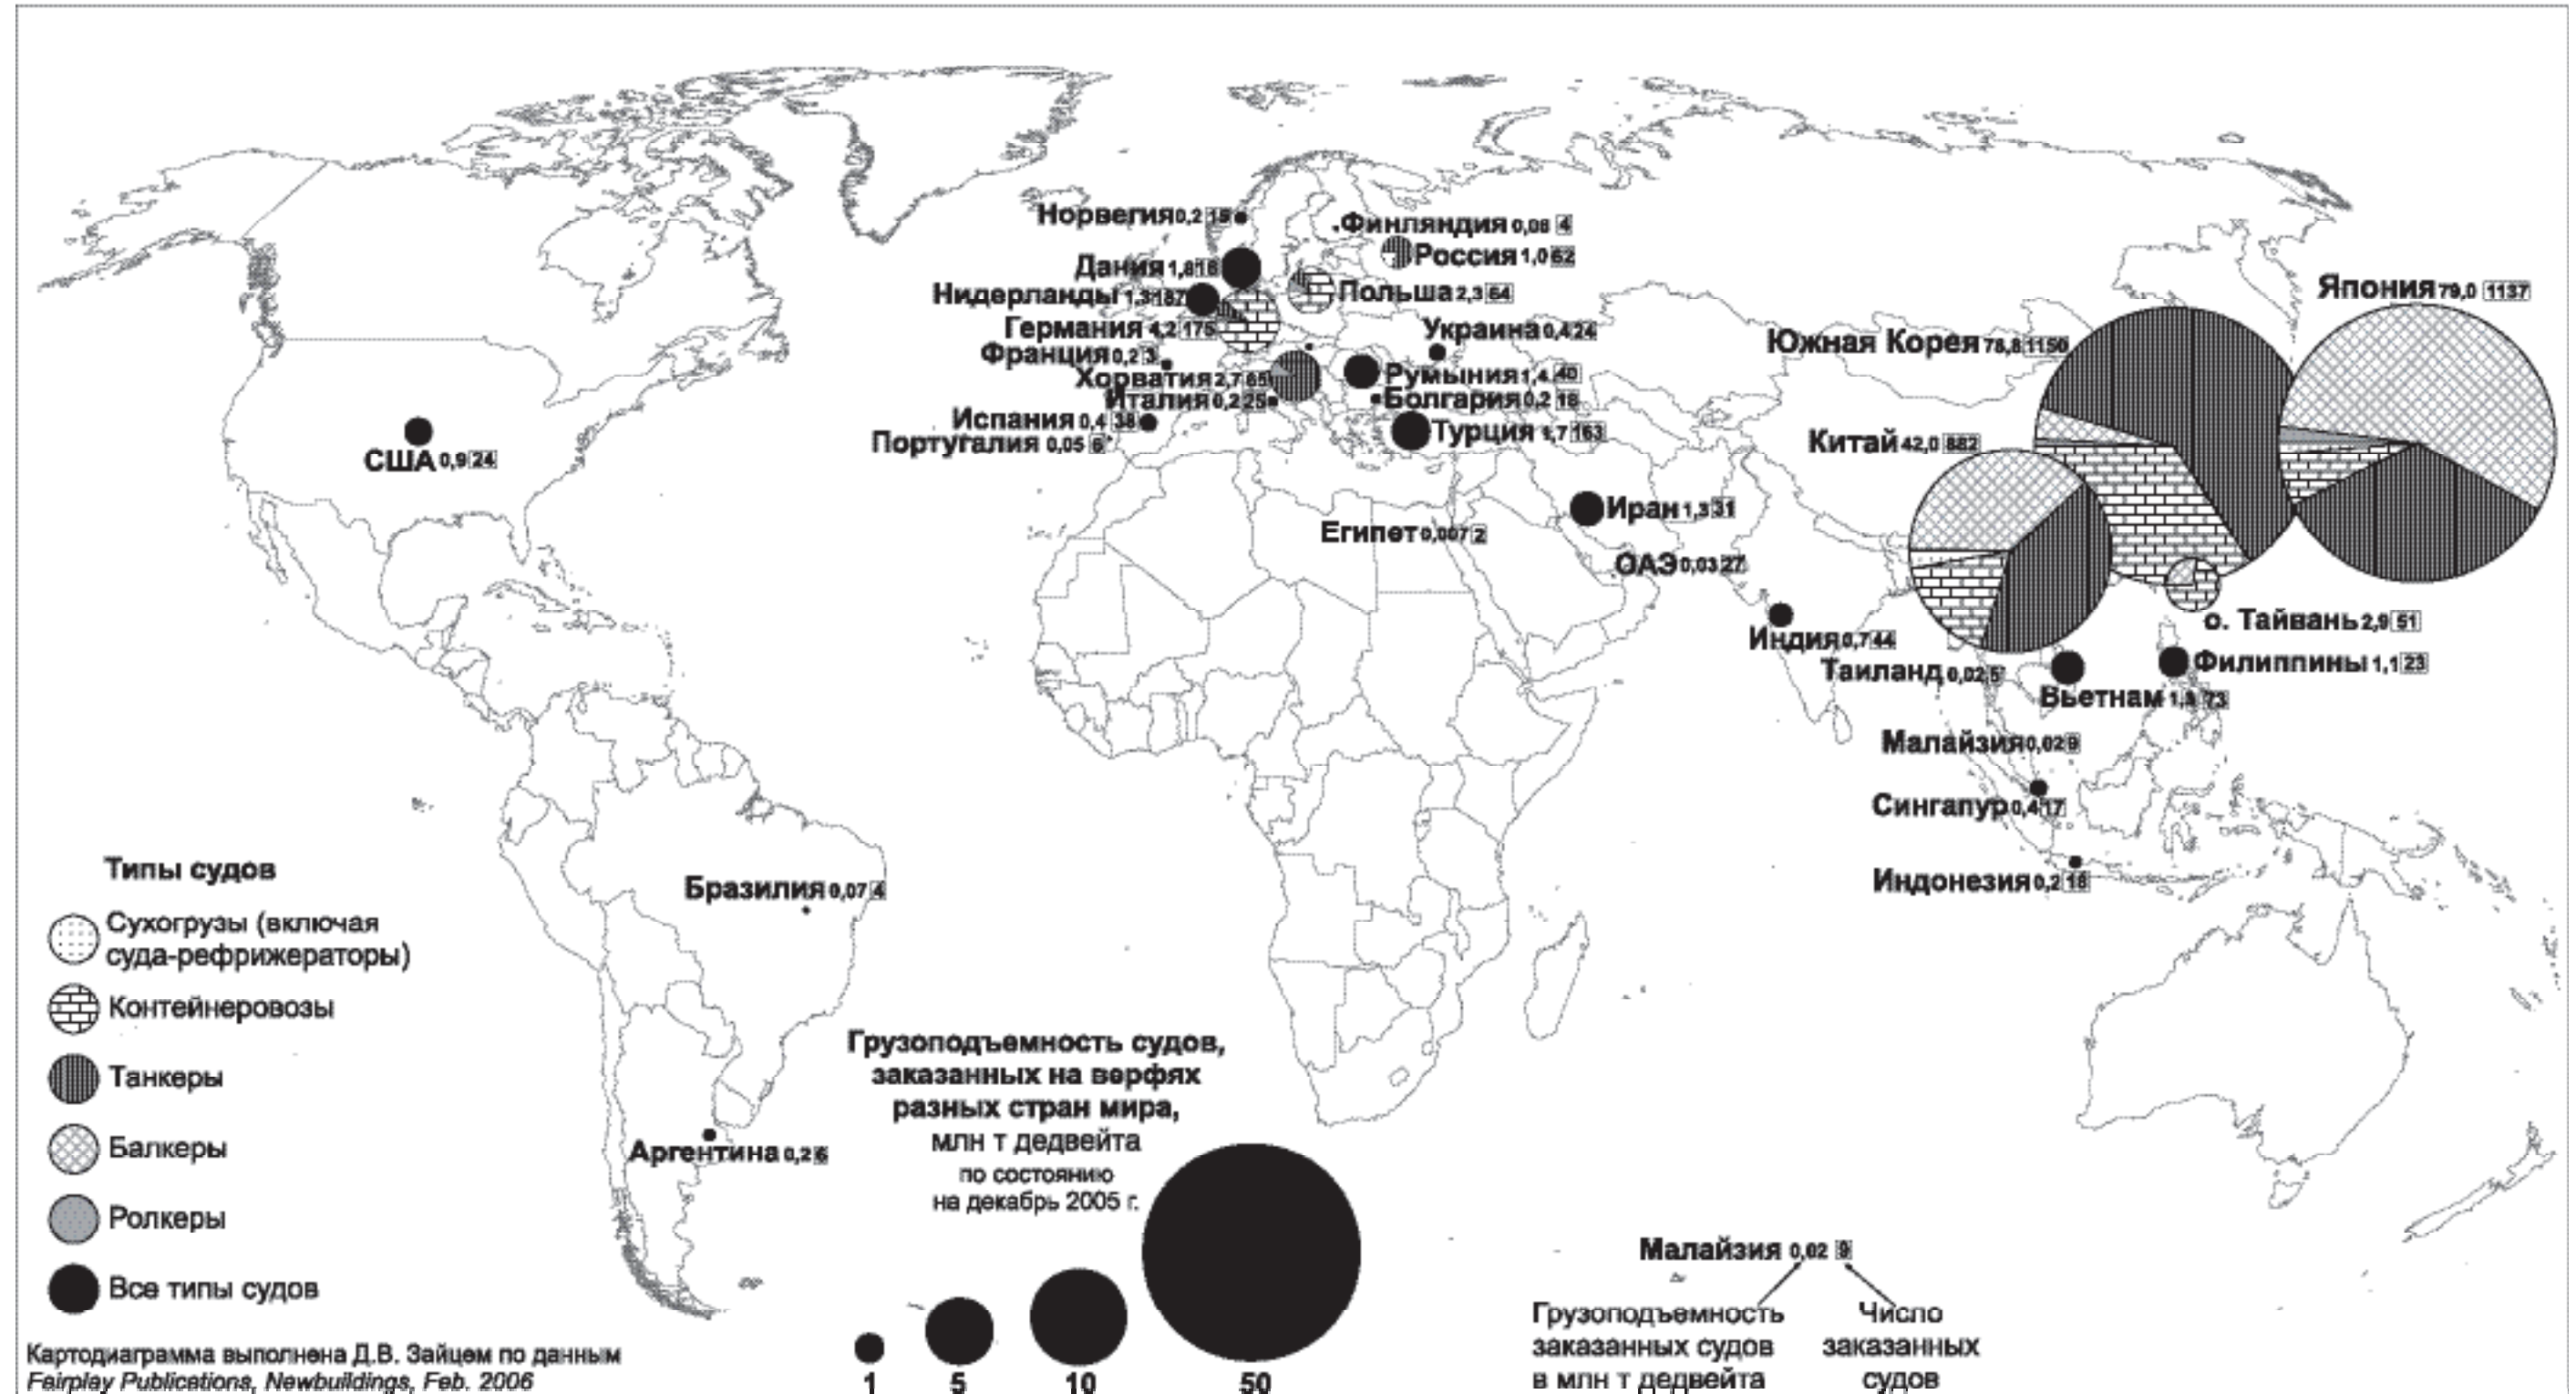 Норвегия 0,2 15
Финляндия 0,06 4
Россия 1,0 62
Дания 1,8 18
Нидерланды 1,3 187
Польша 2,3 64
Германия 4,2 175
Украина 0,4 24
Франция 0,2 3
Хорватия 2,7 65
Румыния 1,4 40
Италия 0,2 25
Болгария 0,2 18
Испания 0,4 38
Турция 1,7 163
Португалия 0,05 6
США 0,9 24
Япония 79,0 1137
Южная Корея 78,8 1150
Китай 42,0 882
Иран 1,3 31
Египет 0,007 2
ОАЭ 0,03 27
Индия 0,7 44
о. Тайвань 2,9 51
Таиланд 0,02 5
Филиппины 1,1 23
Вьетнам 73
Малайзия 0,02 9
Сингапур 0,4 17
Индонезия 0,2 18
Бразилия 0,07 4
Аргентина 0,2 6
Типы судов
Сухогрузы (включая
суда-рефрижераторы)
Контейнеровозы
Танкеры
Балкеры
Ролкеры
Все типы судов
Картодиаграмма выполнена Д.В. Зайцем по данным
Fairplay Publications, Newbuildings, Feb. 2006
Грузоподъемность судов,
заказанных на верфях
разных стран мира,
млн т дедвейта
по состоянию
на декабрь 2005 г.
1 5 10 50
Малайзия 0,02 9
Грузоподъемность
заказанных судов
в млн т дедвейта
Число
заказанных
судов